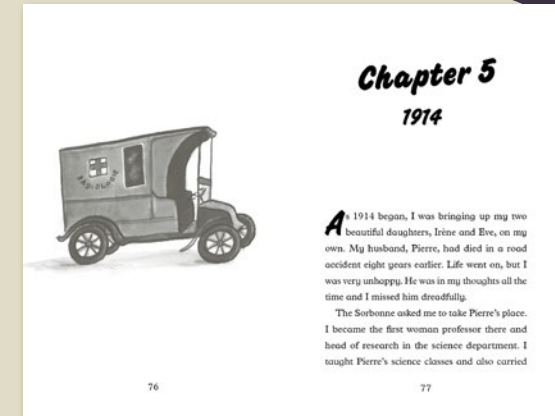 RADIOLOGY
76
Chapter 5
1914
As 1914 began, I was bringing up my two
beautiful daughters, Irène and Eve, on my
own. My husband, Pierre, had died in a road
accident eight years earlier. Life went on, but I
was very unhappy. He was in my thoughts all the
time and I missed him dreadfully.
The Sorbonne asked me to take Pierre's place.
I became the first woman professor there and
head of research in the science department. I
taught Pierre's science classes and also carried
77